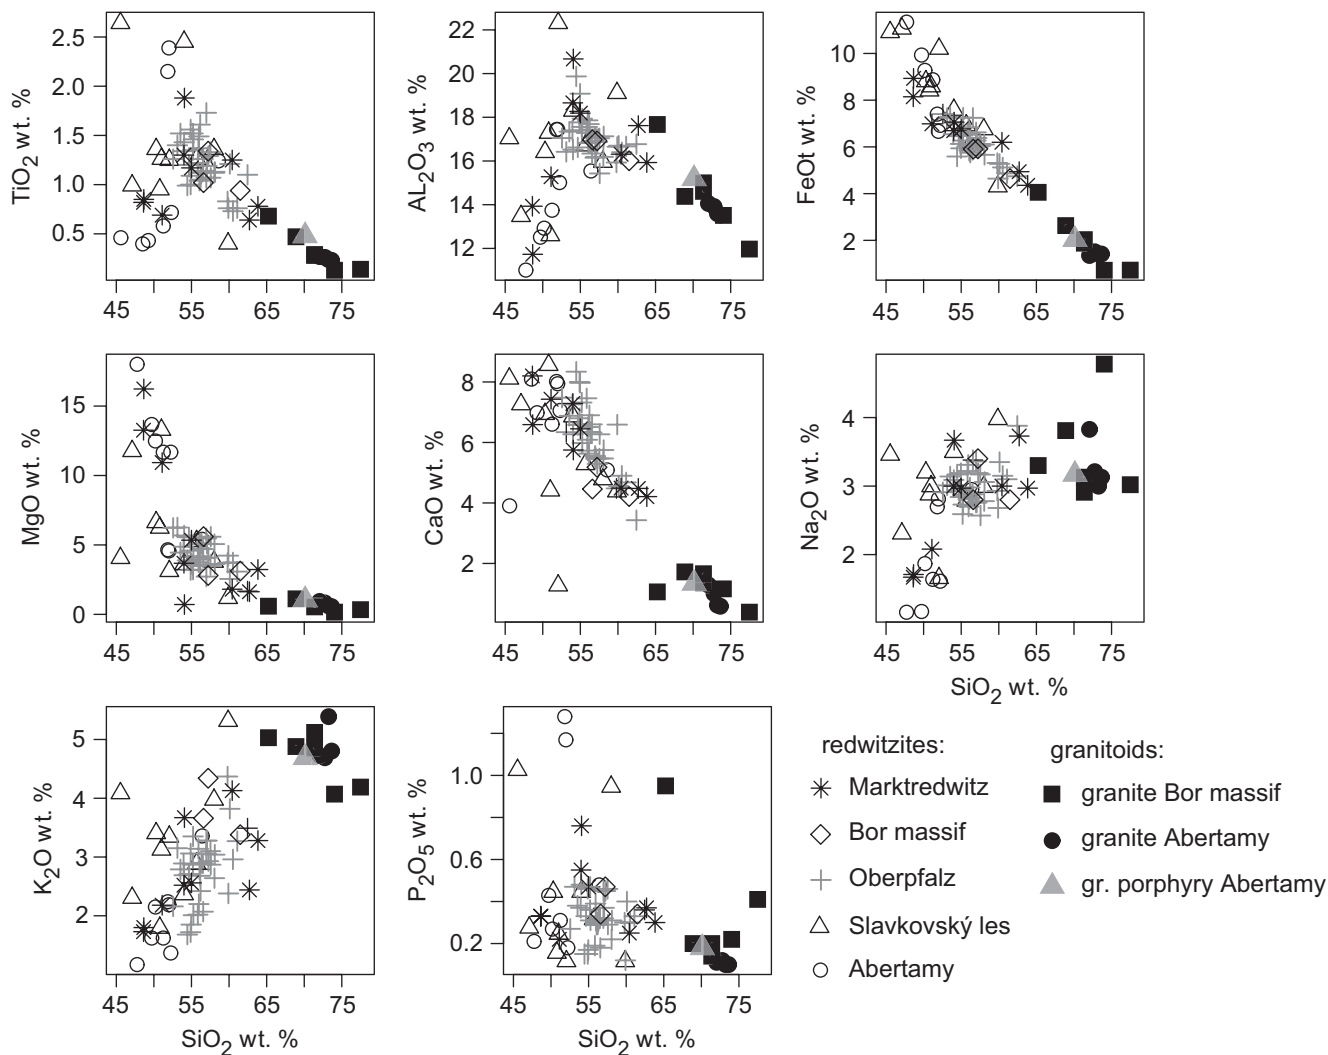 TiO2 wt. %
2.5
2.0
1.5
1.0
0.5
45 55 65 75
AL2O3 wt. %
22
20
18
16
14
12
45 55 65 75
FeOt wt. %
10
8
6
4
2
45 55 65 75
MgO wt. %
15
10
5
0
45 55 65 75
CaO wt. %
8
6
4
2
45 55 65 75
Na2O wt. %
4
3
2
45 55 65 75
SiO2 wt. %
K2O wt. %
5
4
3
2
45 55 65 75
SiO2 wt. %
P2O5 wt. %
1.0
0.6
0.2
45 55 65 75
SiO2 wt. %
redwitzites:
Marktredwitz
Bor massif
Oberpfalz
Slavkovský les
Abertamy
granitoids:
granite Bor massif
granite Abertamy
gr. porphyry Abertamy